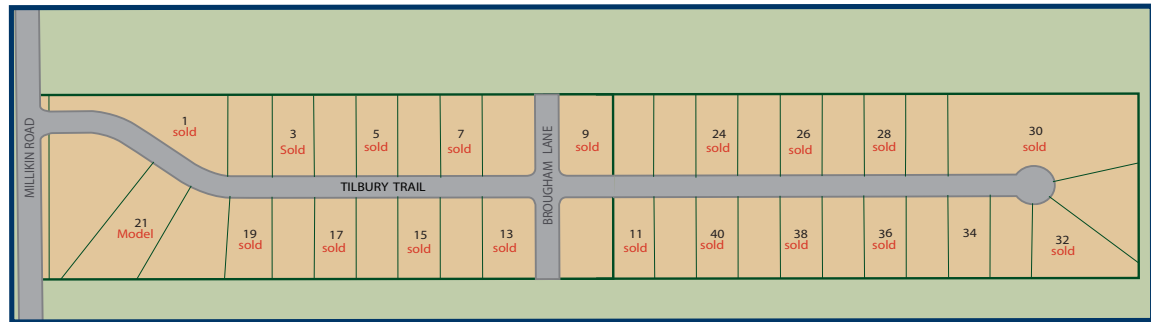 MILLIKIN ROAD
1
sold
3
Sold
5
sold
7
sold
BROUGHAM LANE
9
sold
24
sold
26
sold
28
sold
30
sold
TILBURY TRAIL
21
Model
19
sold
17
sold
15
sold
13
sold
11
sold
40
sold
38
sold
36
sold
34
32
sold